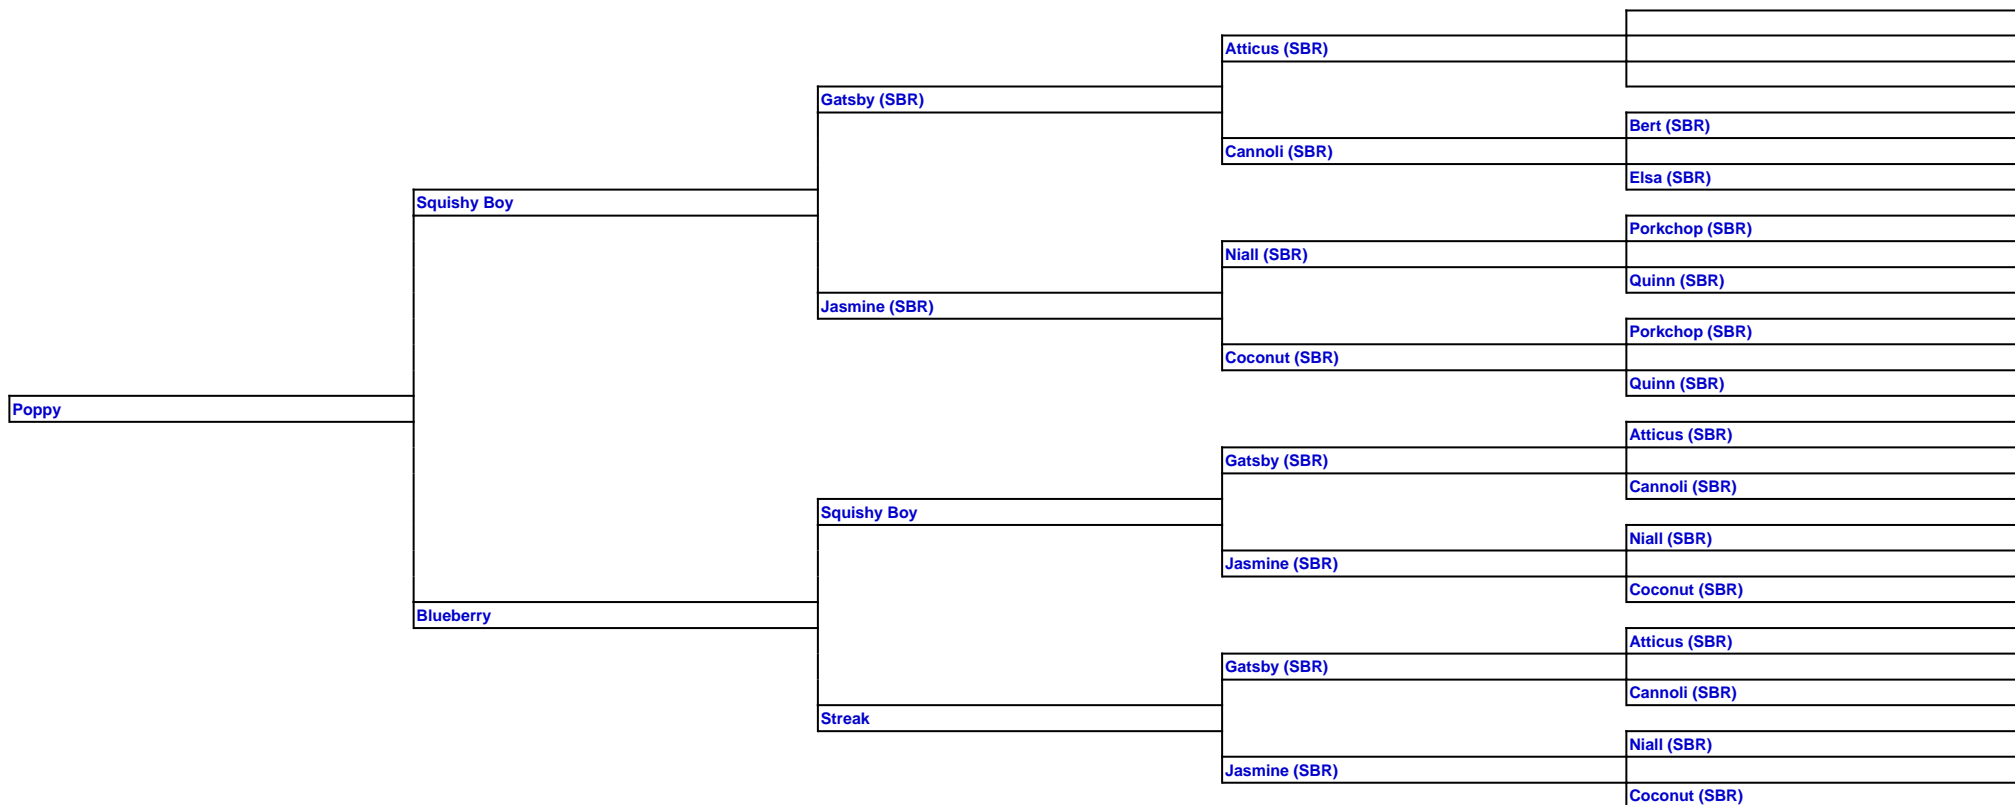 Atticus (SBR)
Gatsby (SBR)
Bert (SBR)
Cannoli (SBR)
Elsa (SBR)
Squishy Boy
Porkchop (SBR)
Niall (SBR)
Quinn (SBR)
Jasmine (SBR)
Porkchop (SBR)
Coconut (SBR)
Quinn (SBR)
Poppy
Atticus (SBR)
Gatsby (SBR)
Cannoli (SBR)
Squishy Boy
Niall (SBR)
Jasmine (SBR)
Coconut (SBR)
Blueberry
Atticus (SBR)
Gatsby (SBR)
Cannoli (SBR)
Streak
Niall (SBR)
Jasmine (SBR)
Coconut (SBR)